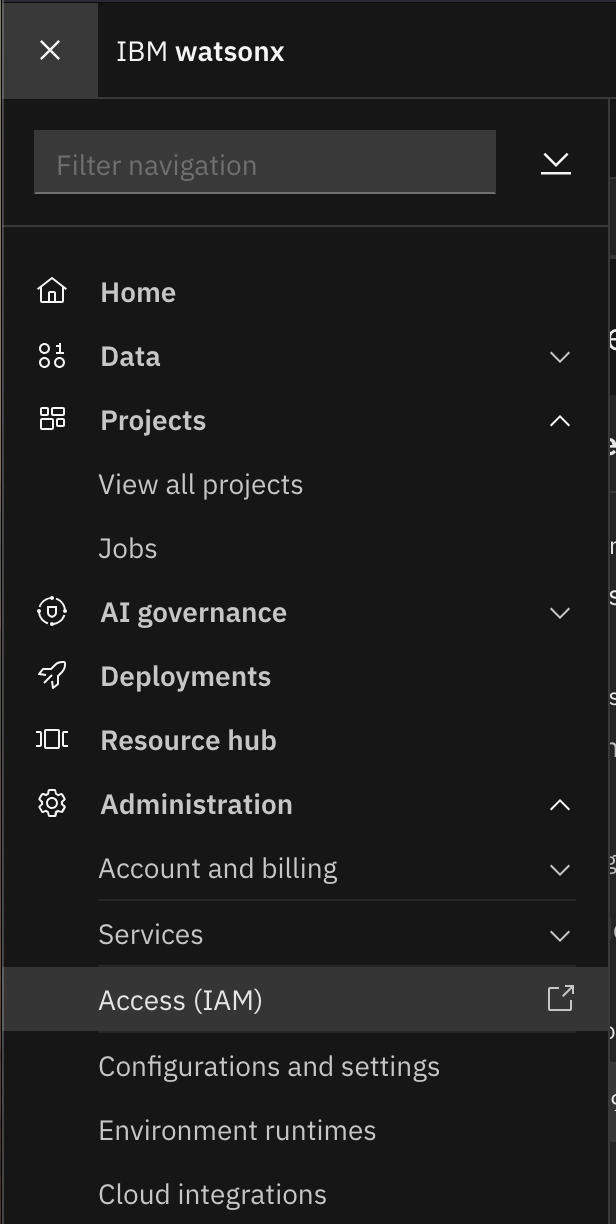 IBM watsonx
Filter navigation
Home
Data
Projects
View all projects
Jobs
AI governance
Deployments
Resource hub
Administration
Account and billing
Services
Access (IAM)
Configurations and settings
Environment runtimes
Cloud integrations